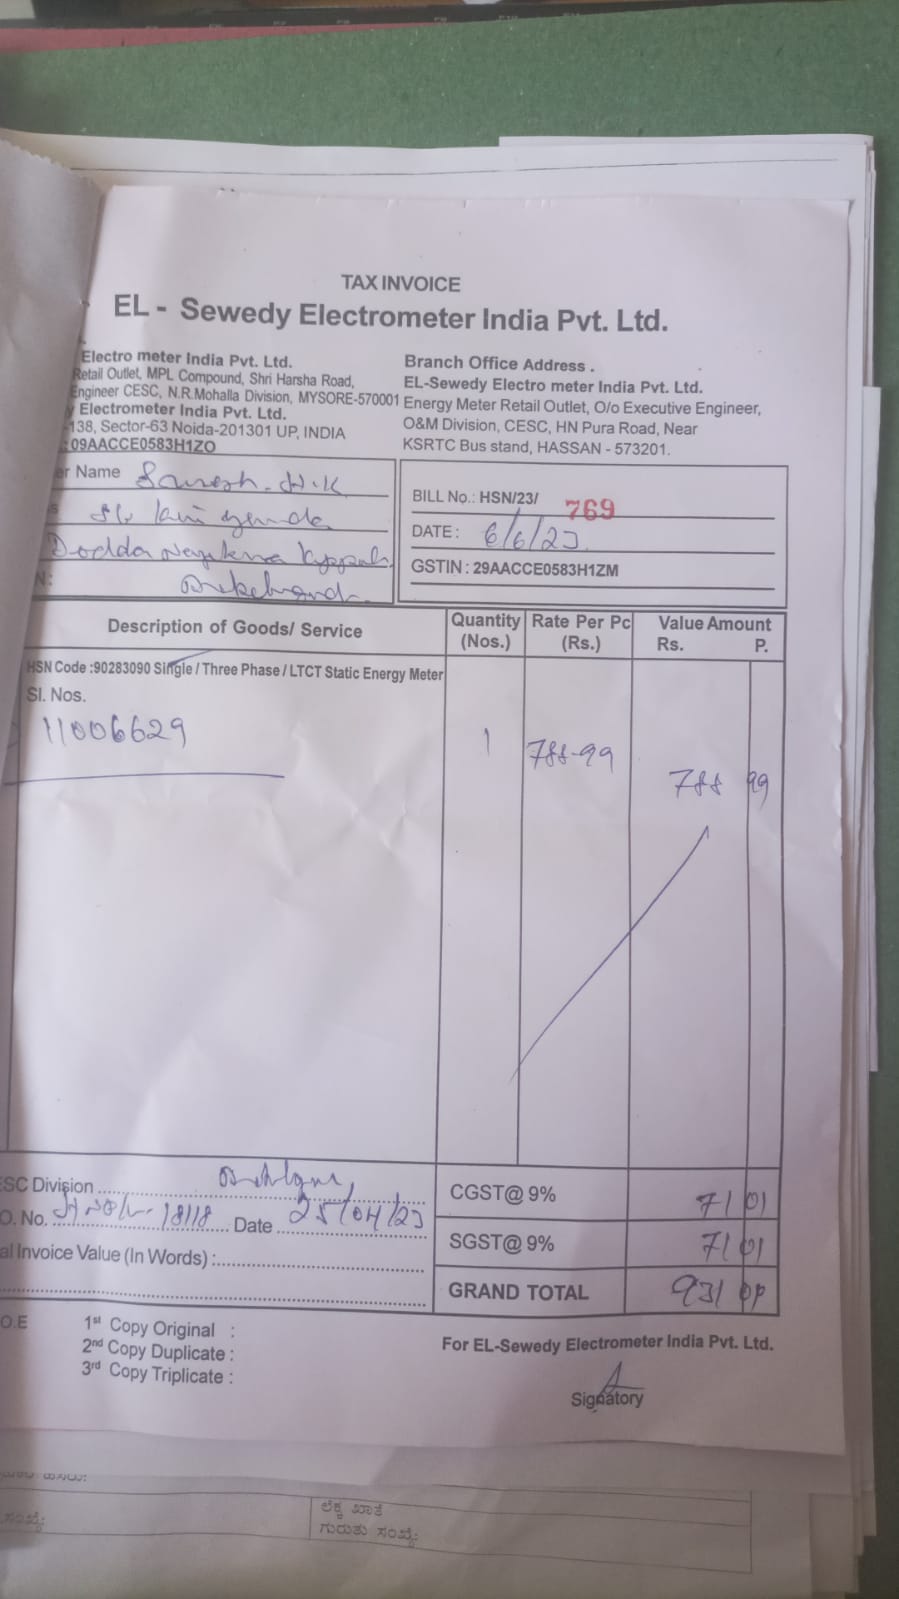 TAX INVOICE
EL - Sewedy Electrometer India Pvt. Ltd.
Electro meter India Pvt. Ltd.
Retail Outlet, MPL Compound, Shri Harsha Road,
Engineer CESC, N.R.Mohalla Division, MYSORE-570001
Electrometer India Pvt. Ltd.
-138, Sector-63 Noida-201301 UP, INDIA
: 09AACCE0583H1ZO
Branch Office Address .
EL-Sewedy Electro meter India Pvt. Ltd.
Energy Meter Retail Outlet, O/o Executive Engineer,
O&M Division, CESC, HN Pura Road, Near
KSRTC Bus stand, HASSAN - 573201.
er Name Suresh. H.K
Dodda
N:
BILL No.: HSN/23/ 769
DATE : 6/6/23
GSTIN : 29AACCE0583H1ZM
Description of Goods/ Service Quantity (Nos.) Rate Per Pc (Rs.) Value Amount Rs. P.
HSN Code :90283090 Single / Three Phase / LTCT Static Energy Meter
Sl. Nos.
11006629 1 788-99 788 99
ESC Division
O. No. 18118 Date 25/04/23
al Invoice Value (In Words) :
CGST@ 9% 71 01
SGST@ 9% 71 01
GRAND TOTAL 931
O.E
1st Copy Original :
2nd Copy Duplicate :
3rd Copy Triplicate :
For EL-Sewedy Electrometer India Pvt. Ltd.
Signatory
ಲೆಕ್ಕ ಖಾತೆ
ಸಂಖ್ಯೆ:
ಗುರುತು ಸಂಖ್ಯೆ: